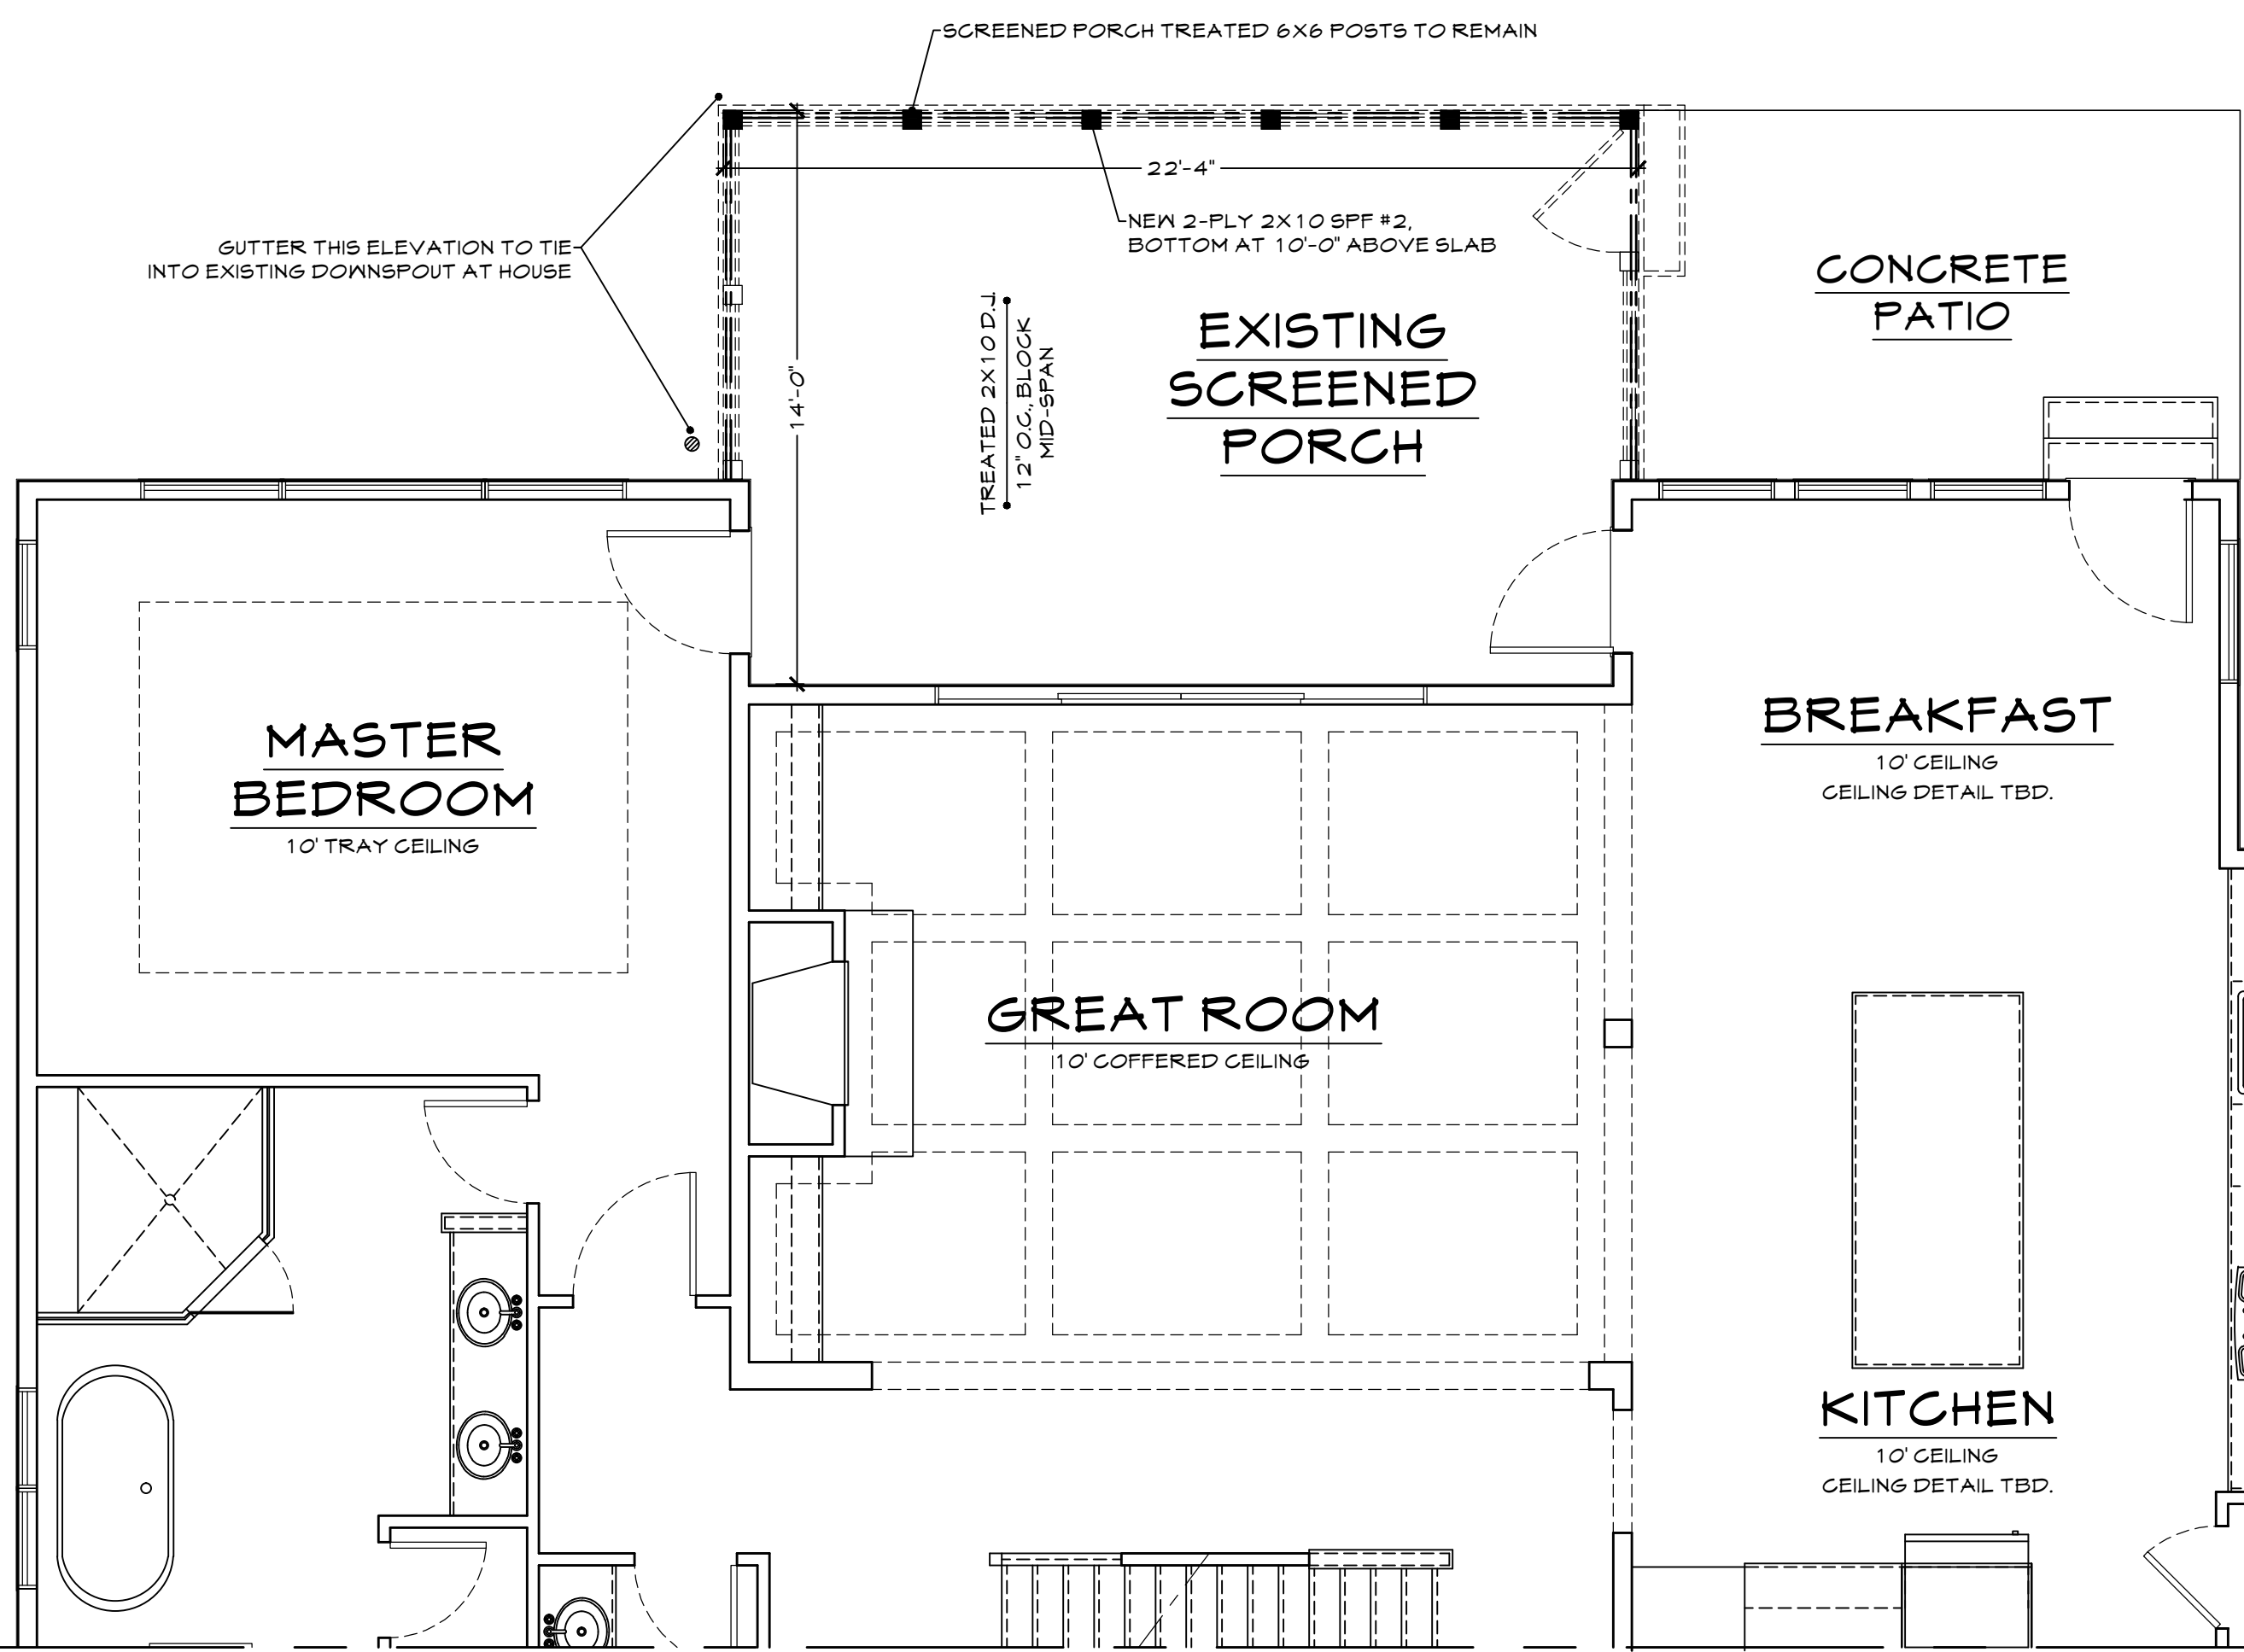 SCREENED PORCH TREATED 6X6 POSTS TO REMAIN
22'-4"
NEW 2-PLY 2X10 SPF #2,
BOTTOM AT 10'-0" ABOVE SLAB
GUTTER THIS ELEVATION TO TIE
INTO EXISTING DOWNSPOUT AT HOUSE
14'-0"
TREATED 2X10 D.J.
12" O.C., BLOCK
MID-SPAN
EXISTING
SCREENED
PORCH
CONCRETE
PATIO
MASTER
BEDROOM
10' TRAY CEILING
BREAKFAST
10' CEILING
CEILING DETAIL TBD.
GREAT ROOM
10' COFFERED CEILING
KITCHEN
10' CEILING
CEILING DETAIL TBD.